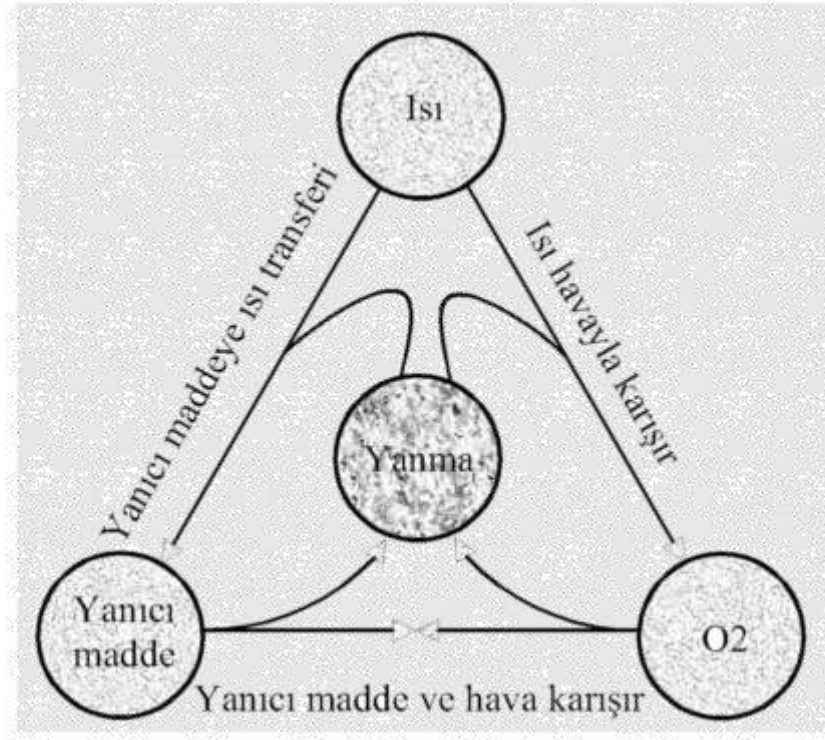 Isı
Yanıcı maddeye ısı transferi
Isı havayla karışır
Yanma
Yanıcı
madde
O2
Yanıcı madde ve hava karışır